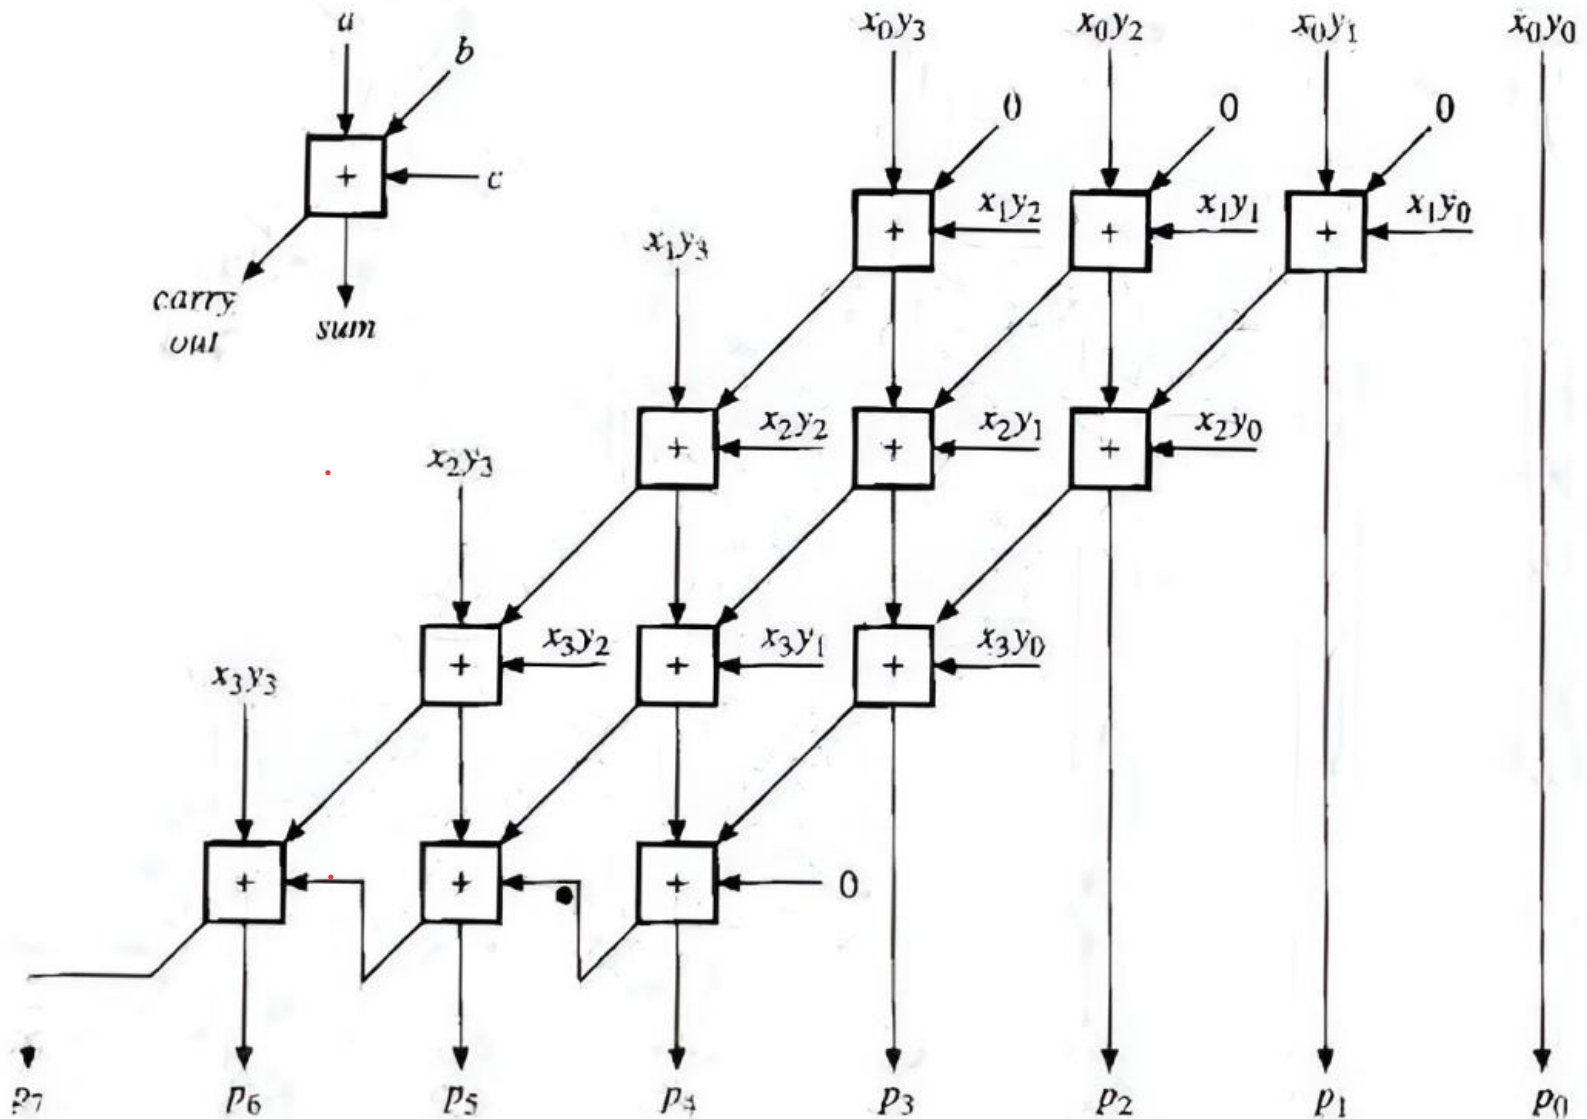 a
b
+
c
carry
out
sum
x₀y₃ x₀y₂ x₀y₁ x₀y₀
0 0 0
+ x₁y₂ + x₁y₁ + x₁y₀
x₁y₃
+ x₂y₂ + x₂y₁ + x₂y₀
x₂y₃
+ x₃y₂ + x₃y₁ + x₃y₀
x₃y₃
+ + + 0
p₇ p₆ p₅ p₄ p₃ p₂ p₁ p₀